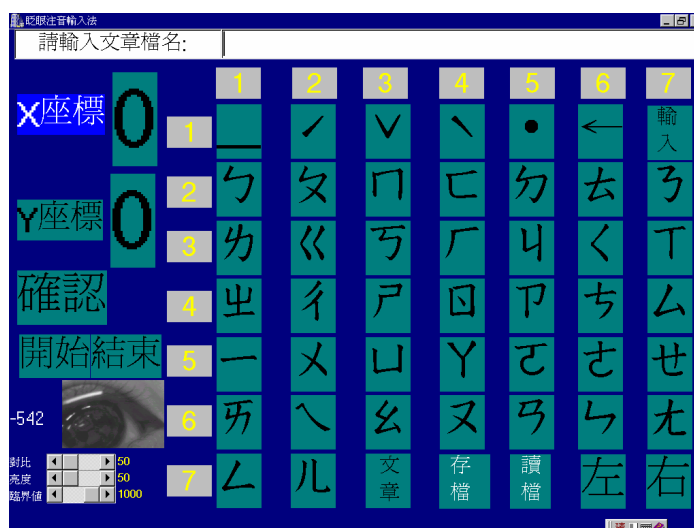 眨眼注音輸入法
請輸入文章檔名:
1 2 3 4 5 6 7
X座標 0
1 ˍ ˊ ˇ ˋ ˙ ← 輸入
2 ㄅ ㄆ ㄇ ㄈ ㄉ ㄊ ㄋ
Y座標 0
3 ㄌ ㄍ ㄎ ㄏ ㄐ ㄑ ㄒ
確認
4 ㄓ ㄔ ㄕ ㄖ ㄗ ㄘ ㄙ
開始 結束
5 ㄧ ㄨ ㄩ ㄚ ㄛ ㄜ ㄝ
-542
6 ㄞ ㄟ ㄠ ㄡ ㄢ ㄣ ㄤ
對比 50
亮度 50
臨界值 1000
7 ㄥ ㄦ 文章 存檔 讀檔 左 右